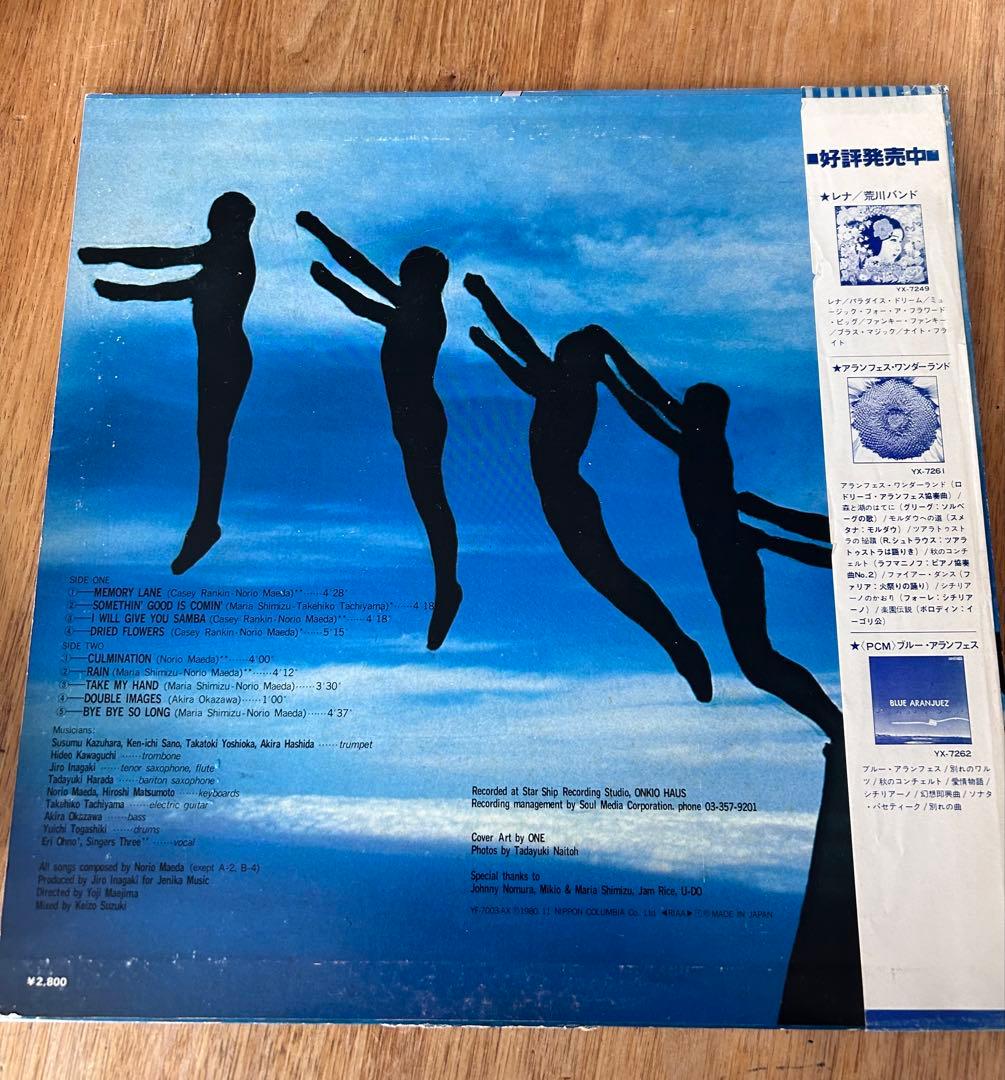 SIDE ONE
①—MEMORY LANE (Casey Rankin-Norio Maeda)**……4'28"
②—SOMETHIN' GOOD IS COMIN' (Maria Shimizu-Takehiko Tachiyama)*……4'18
③—I WILL GIVE YOU SAMBA (Casey Rankin-Norio Maeda)**……4'18"
④—DRIED FLOWERS (Casey Rankin-Norio Maeda)*……5'15"
SIDE TWO
①—CULMINATION (Norio Maeda)**……4'00"
②—RAIN (Maria Shimizu-Norio Maeda)**……4'12"
③—TAKE MY HAND (Maria Shimizu-Norio Maeda)……3'30"
④—DOUBLE IMAGES (Akira Okazawa)……1'00"
⑤—BYE BYE SO LONG (Maria Shimizu-Norio Maeda)……4'37"
Musicians:
Susumu Kazuhara, Ken-ichi Sano, Takatoki Yoshioka, Akira Hashida ……trumpet
Hideo Kawaguchi ……trombone
Jiro Inagaki ……tenor saxophone, flute
Tadayuki Harada ……bariton saxophone
Norio Maeda, Hiroshi Matsumoto ……keyboards
Takehiko Tachiyama ……electric guitar
Akira Okazawa ……bass
Yuichi Togashiki ……drums
Eri Ohno*, Singers Three** ……vocal
All songs composed by Norio Maeda (exept A-2, B-4)
Produced by Jiro Inagaki for Jenika Music
Directed by Yoji Maejima
Mixed by Keizo Suzuki
¥2,800
Recorded at Star Ship Recording Studio, ONKIO HAUS
Recording management by Soul Media Corporation. phone 03-357-9201
Cover Art by ONE
Photos by Tadayuki Naitoh
Special thanks to
Johnny Nomura, Mikio & Maria Shimizu, Jam Rice, U-DO
YF-7003-AX Ⓟ1980. 11 NIPPON COLUMBIA Co., Ltd. ◀RIAA▶ MADE IN JAPAN
■好評発売中■
★レナ／荒川バンド
YX-7249
レナ／パラダイス・ドリーム／ミュ
ージック・フォー・ア・フラワード
・ピッグ／ファンキー・ファンキー
／ブラス・マジック／ナイト・フラ
イト
★アランフェス・ワンダーランド
YX-7261
アランフェス・ワンダーランド（ロ
ドリーゴ・アランフェス協奏曲）／
森と湖のはてに（グリーグ：ソルベ
ーグの歌）／モルダウへの道（スメ
タナ：モルダウ）／ツアラトゥスト
ラの秘蹟（R.シュトラウス：ツアラ
トゥストラは語りき）／秋のコンチ
ェルト（ラフマニノフ：ピアノ協奏
曲No.2）／ファイアー・ダンス（フ
ァリア：火祭りの踊り）／シチリア
ーノのかおり（フォーレ：シチリア
ーノ）／楽園伝説（ボロディン：イ
ーゴリ公）
★〈PCM〉ブルー・アランフェス
BLUE ARANJUEZ
YX-7262
ブルー・アランフェス／別れのワル
ツ／秋のコンチェルト／愛情物語／
シチリアーノ／幻想即興曲／ソナタ
・パセティーク／別れの曲